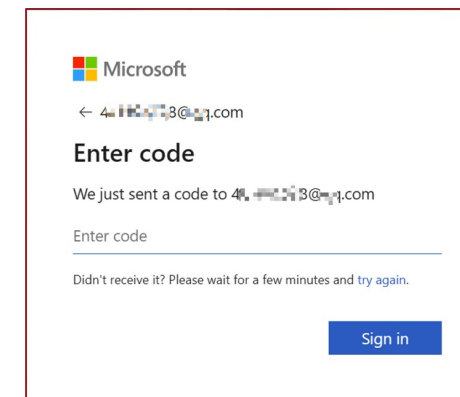 Microsoft
Enter code
We just sent a code to
Enter code
Didn't receive it? Please wait for a few minutes and try again.
Sign in